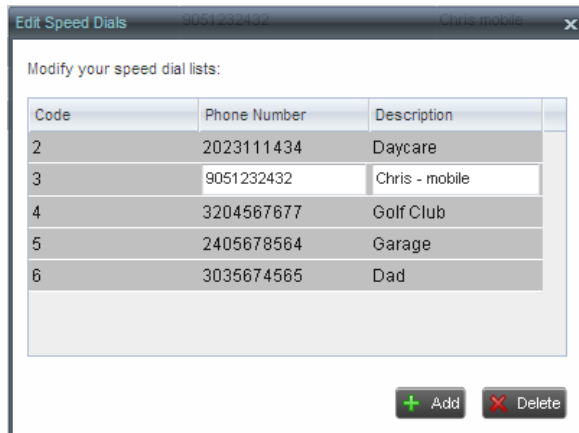 Edit Speed Dials 9051232432 Chris mobile x
Modify your speed dial lists:
Code Phone Number Description
2 2023111434 Daycare
3 9051232432 Chris - mobile
4 3204567677 Golf Club
5 2405678564 Garage
6 3035674565 Dad
Add Delete